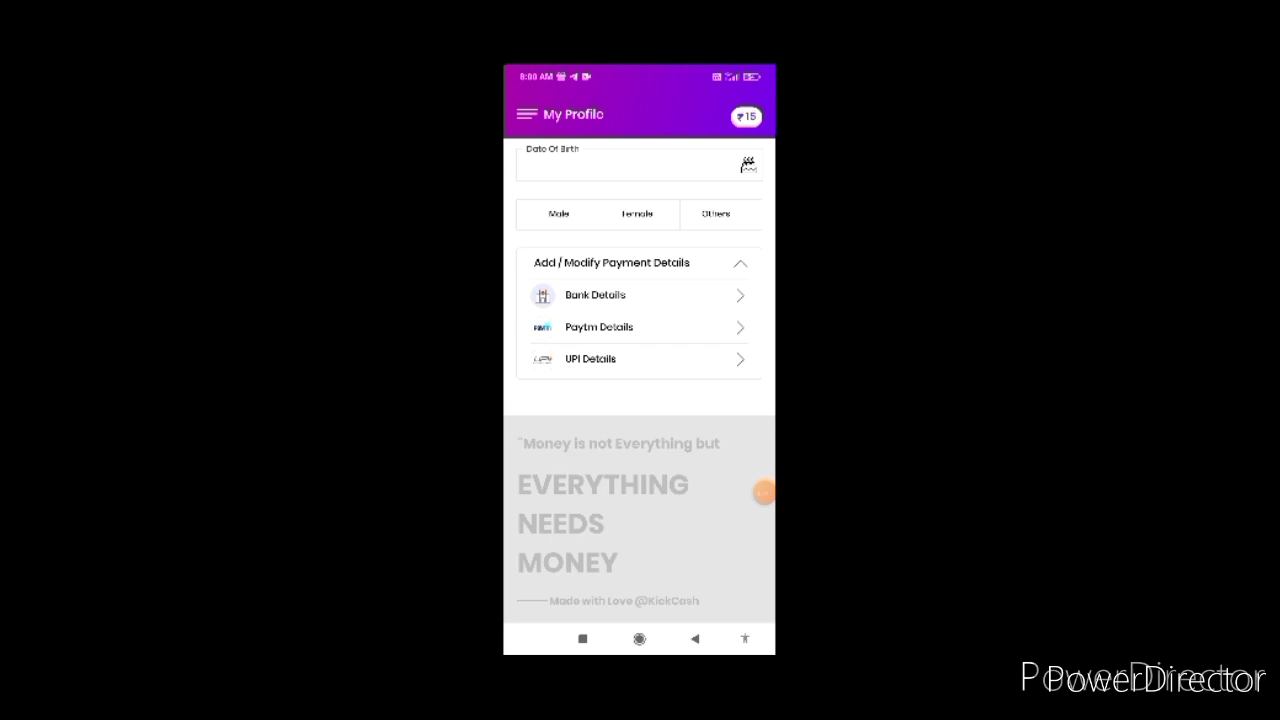 8:00 AM
My Profile
₹ 15
Date Of Birth
Male Female Others
Add / Modify Payment Details
Bank Details
Paytm Details
UPI Details
"Money is not Everything but
EVERYTHING
NEEDS
MONEY
Made with Love @KickCash
PowerDirector
PowerDirector